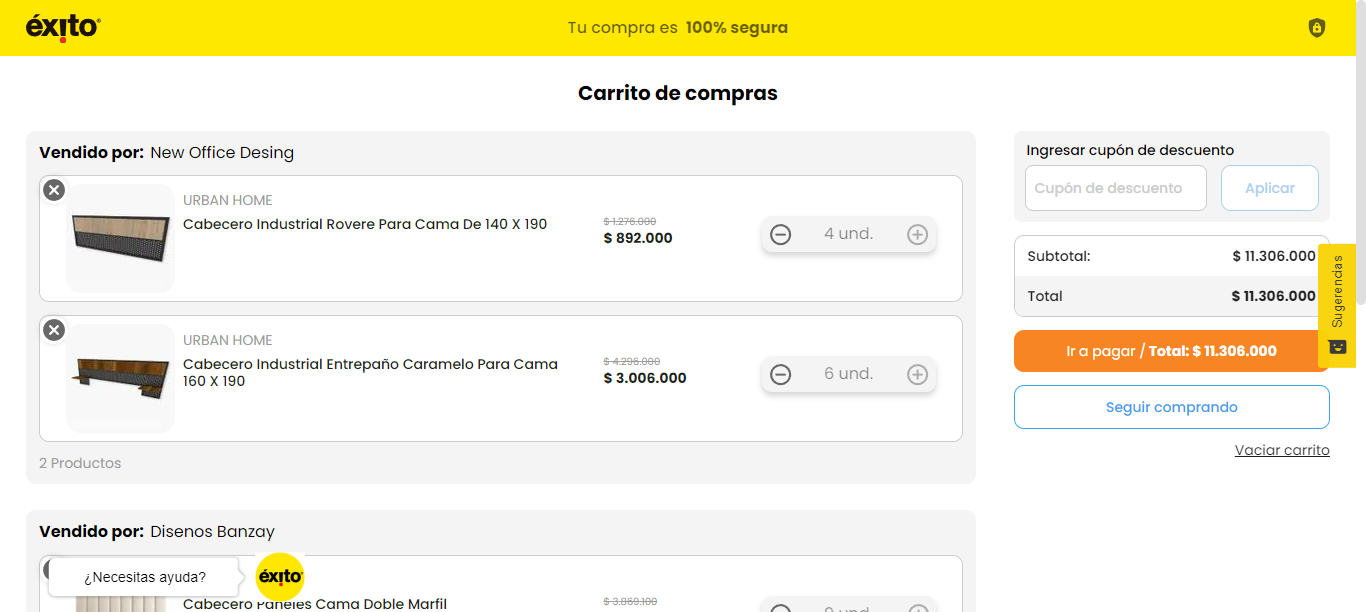 éxito
Tu compra es 100% segura
Carrito de compras
Vendido por: New Office Desing
URBAN HOME
Cabecero Industrial Rovere Para Cama De 140 X 190
$ 1.276.000
$ 892.000
4 und.
URBAN HOME
Cabecero Industrial Entrepaño Caramelo Para Cama
160 X 190
$ 4.296.000
$ 3.006.000
6 und.
2 Productos
Vendido por: Disenos Banzay
¿Necesitas ayuda?
éxito
Cabecero Paneles Cama Doble Marfil
$ 3.869.100
Ingresar cupón de descuento
Cupón de descuento
Aplicar
Subtotal:
$ 11.306.000
Total
$ 11.306.000
Ir a pagar / Total: $ 11.306.000
Seguir comprando
Vaciar carrito
Sugerencias